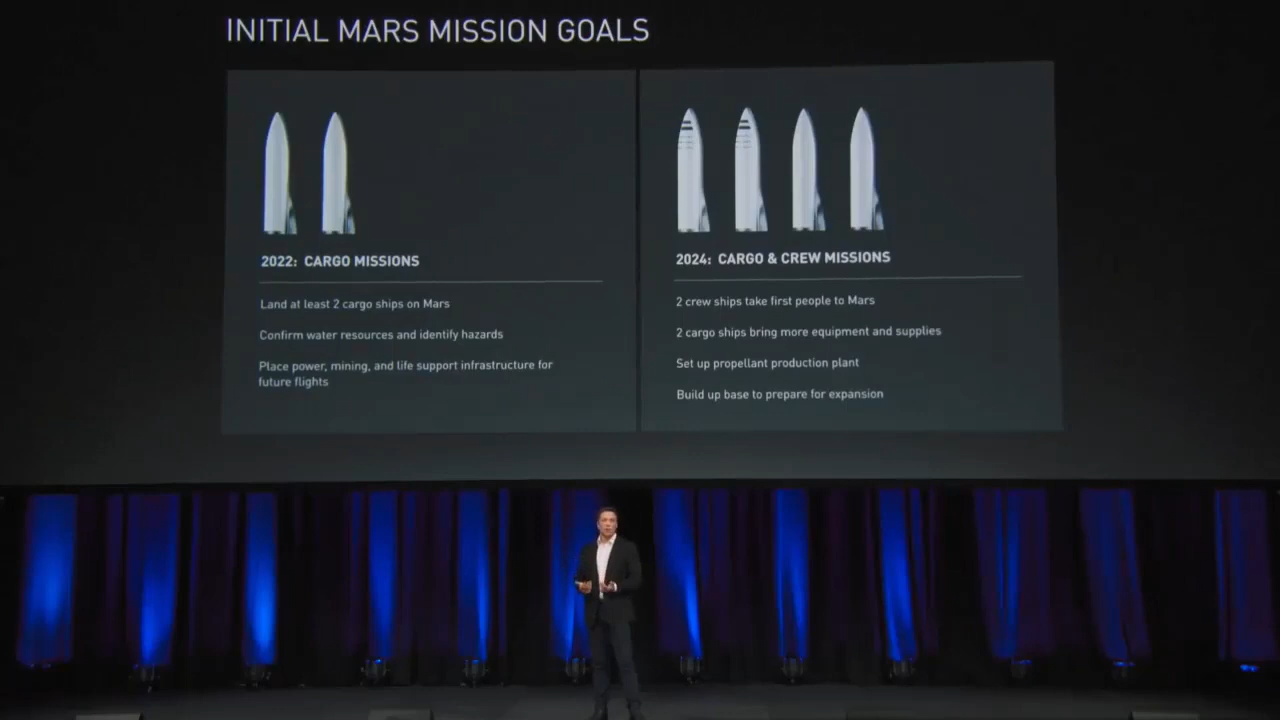 INITIAL MARS MISSION GOALS
2022: CARGO MISSIONS
Land at least 2 cargo ships on Mars
Confirm water resources and identify hazards
Place power, mining, and life support infrastructure for
future flights
2024: CARGO & CREW MISSIONS
2 crew ships take first people to Mars
2 cargo ships bring more equipment and supplies
Set up propellant production plant
Build up base to prepare for expansion